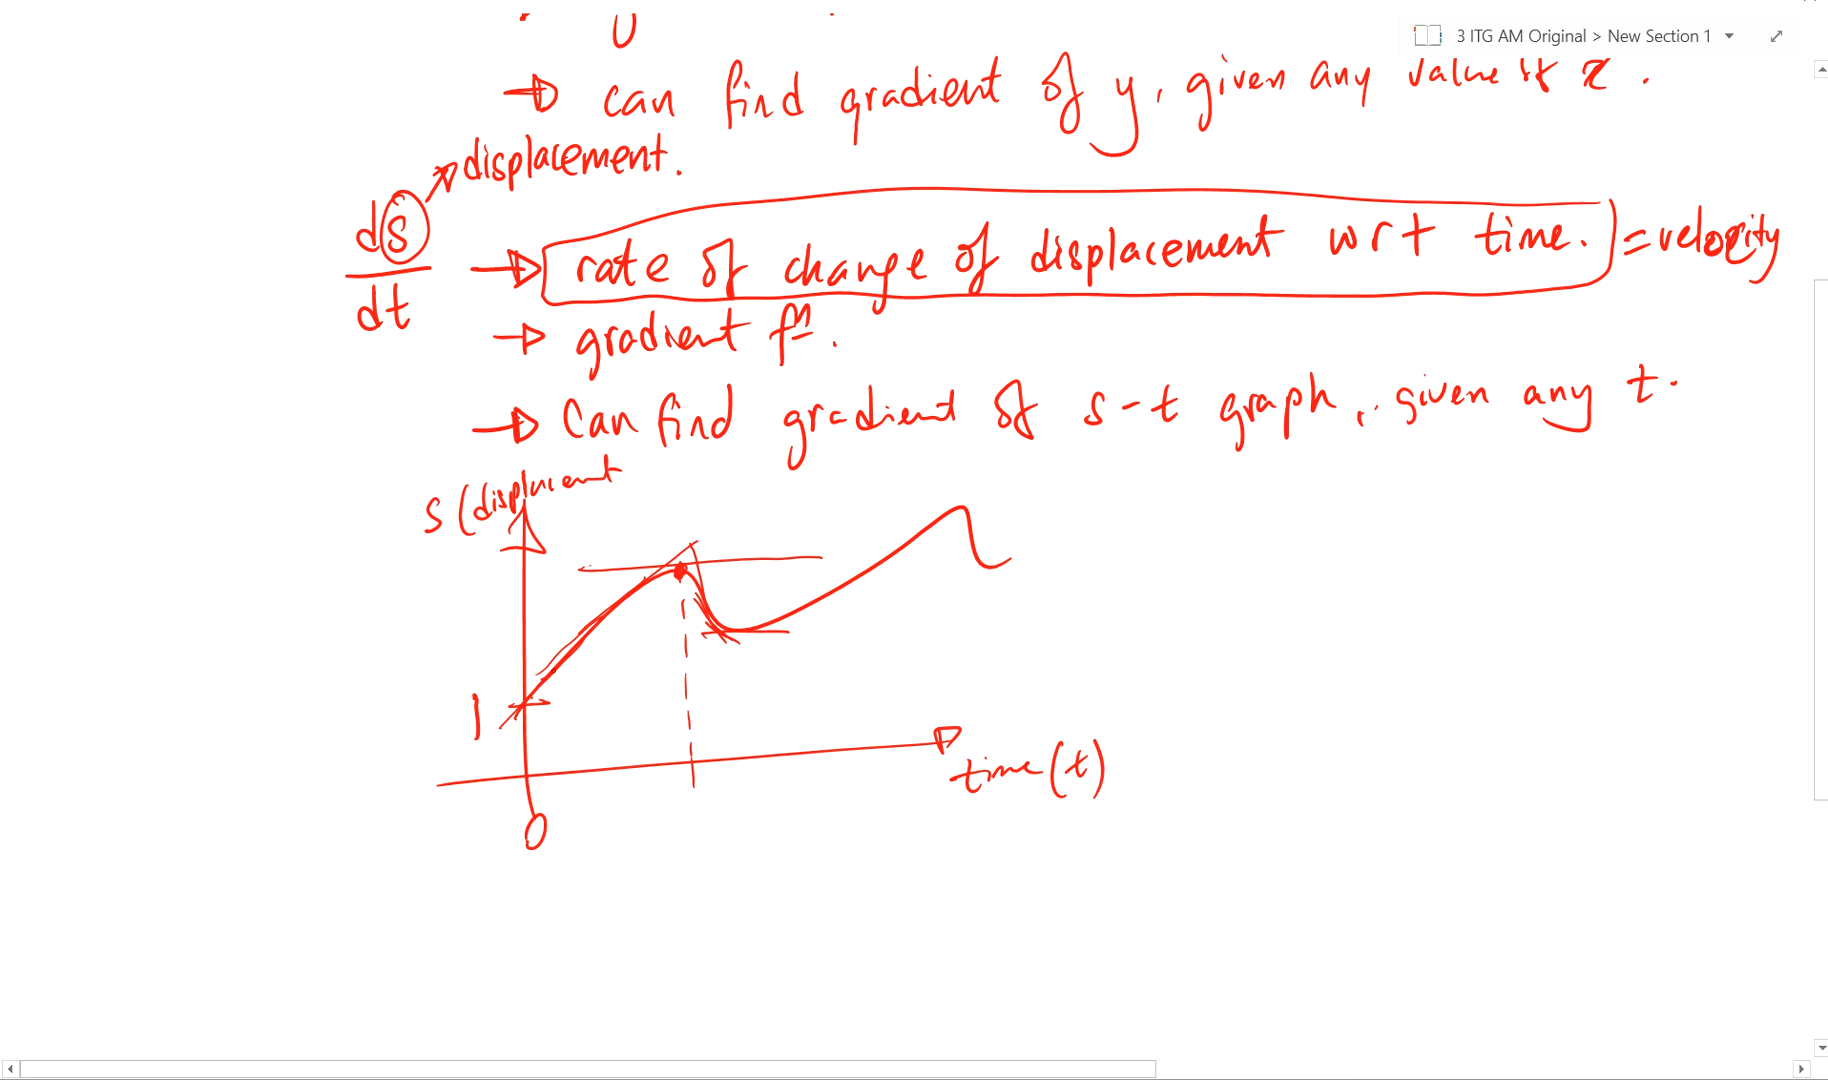 3 ITG AM Original > New Section 1
→ can find gradient of y, given any value of x.
displacement.
ds/dt → rate of change of displacement wrt time. = velocity
→ gradient fⁿ.
→ Can find gradient of s-t graph, given any t.
s (displacent
1
time (t)
0